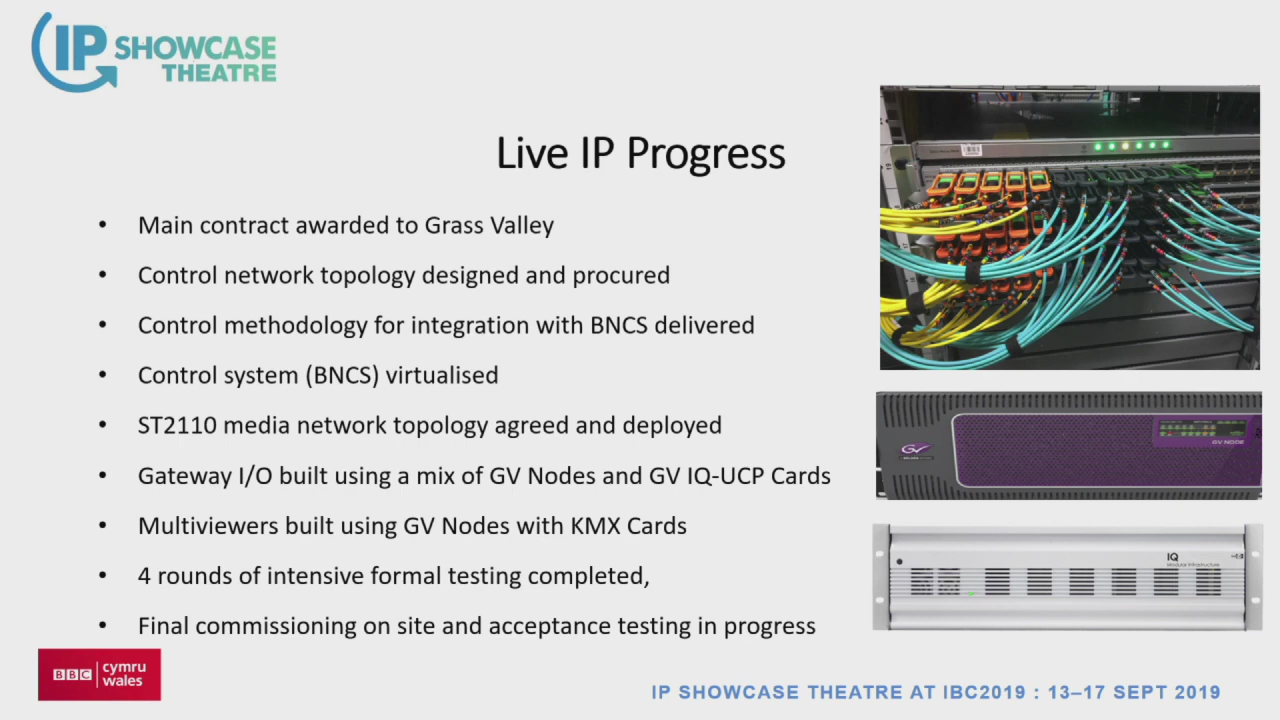 IP SHOWCASE
THEATRE
Live IP Progress
• Main contract awarded to Grass Valley
• Control network topology designed and procured
• Control methodology for integration with BNCS delivered
• Control system (BNCS) virtualised
• ST2110 media network topology agreed and deployed
• Gateway I/O built using a mix of GV Nodes and GV IQ-UCP Cards
• Multiviewers built using GV Nodes with KMX Cards
• 4 rounds of intensive formal testing completed,
• Final commissioning on site and acceptance testing in progress
GV
GV NODE
IQ
Modular Infrastructure
BBC cymru
wales
IP SHOWCASE THEATRE AT IBC2019 : 13–17 SEPT 2019